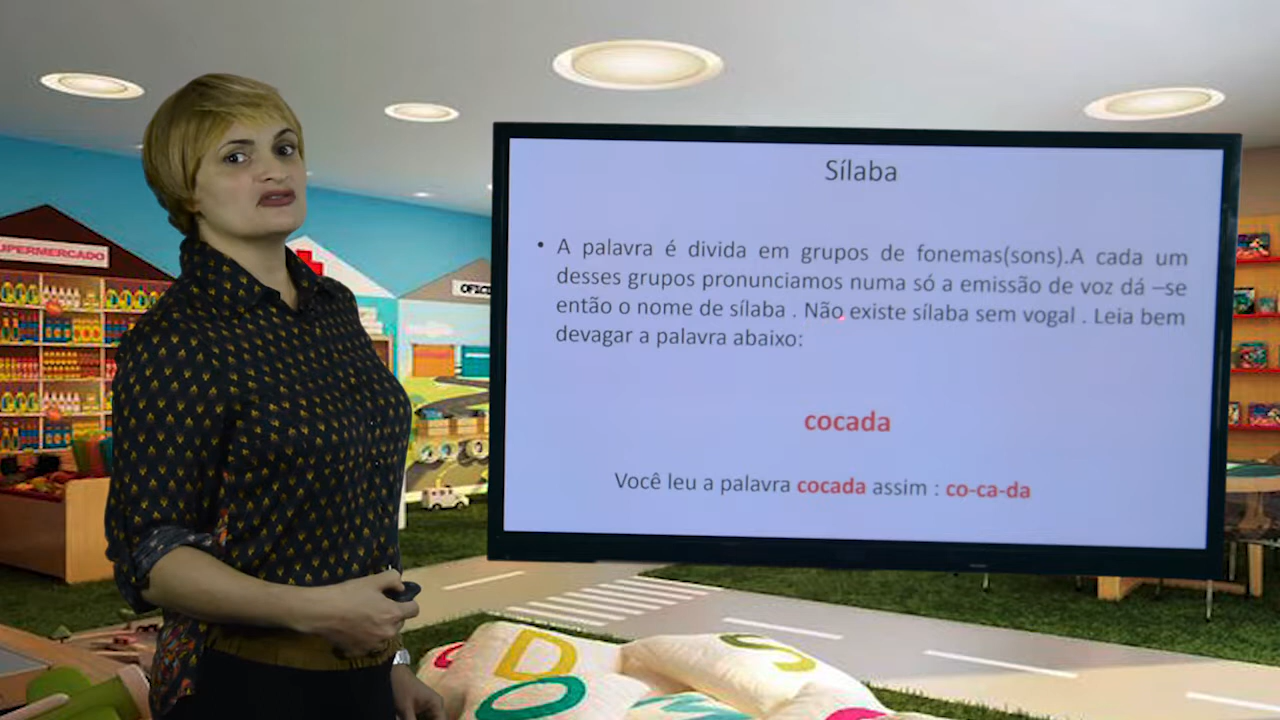 Sílaba
• A palavra é divida em grupos de fonemas(sons).A cada um
desses grupos pronunciamos numa só a emissão de voz dá –se
então o nome de sílaba . Não existe sílaba sem vogal . Leia bem
devagar a palavra abaixo:
cocada
Você leu a palavra cocada assim : co-ca-da
UPERMERCADO
OFICI
D
S
O